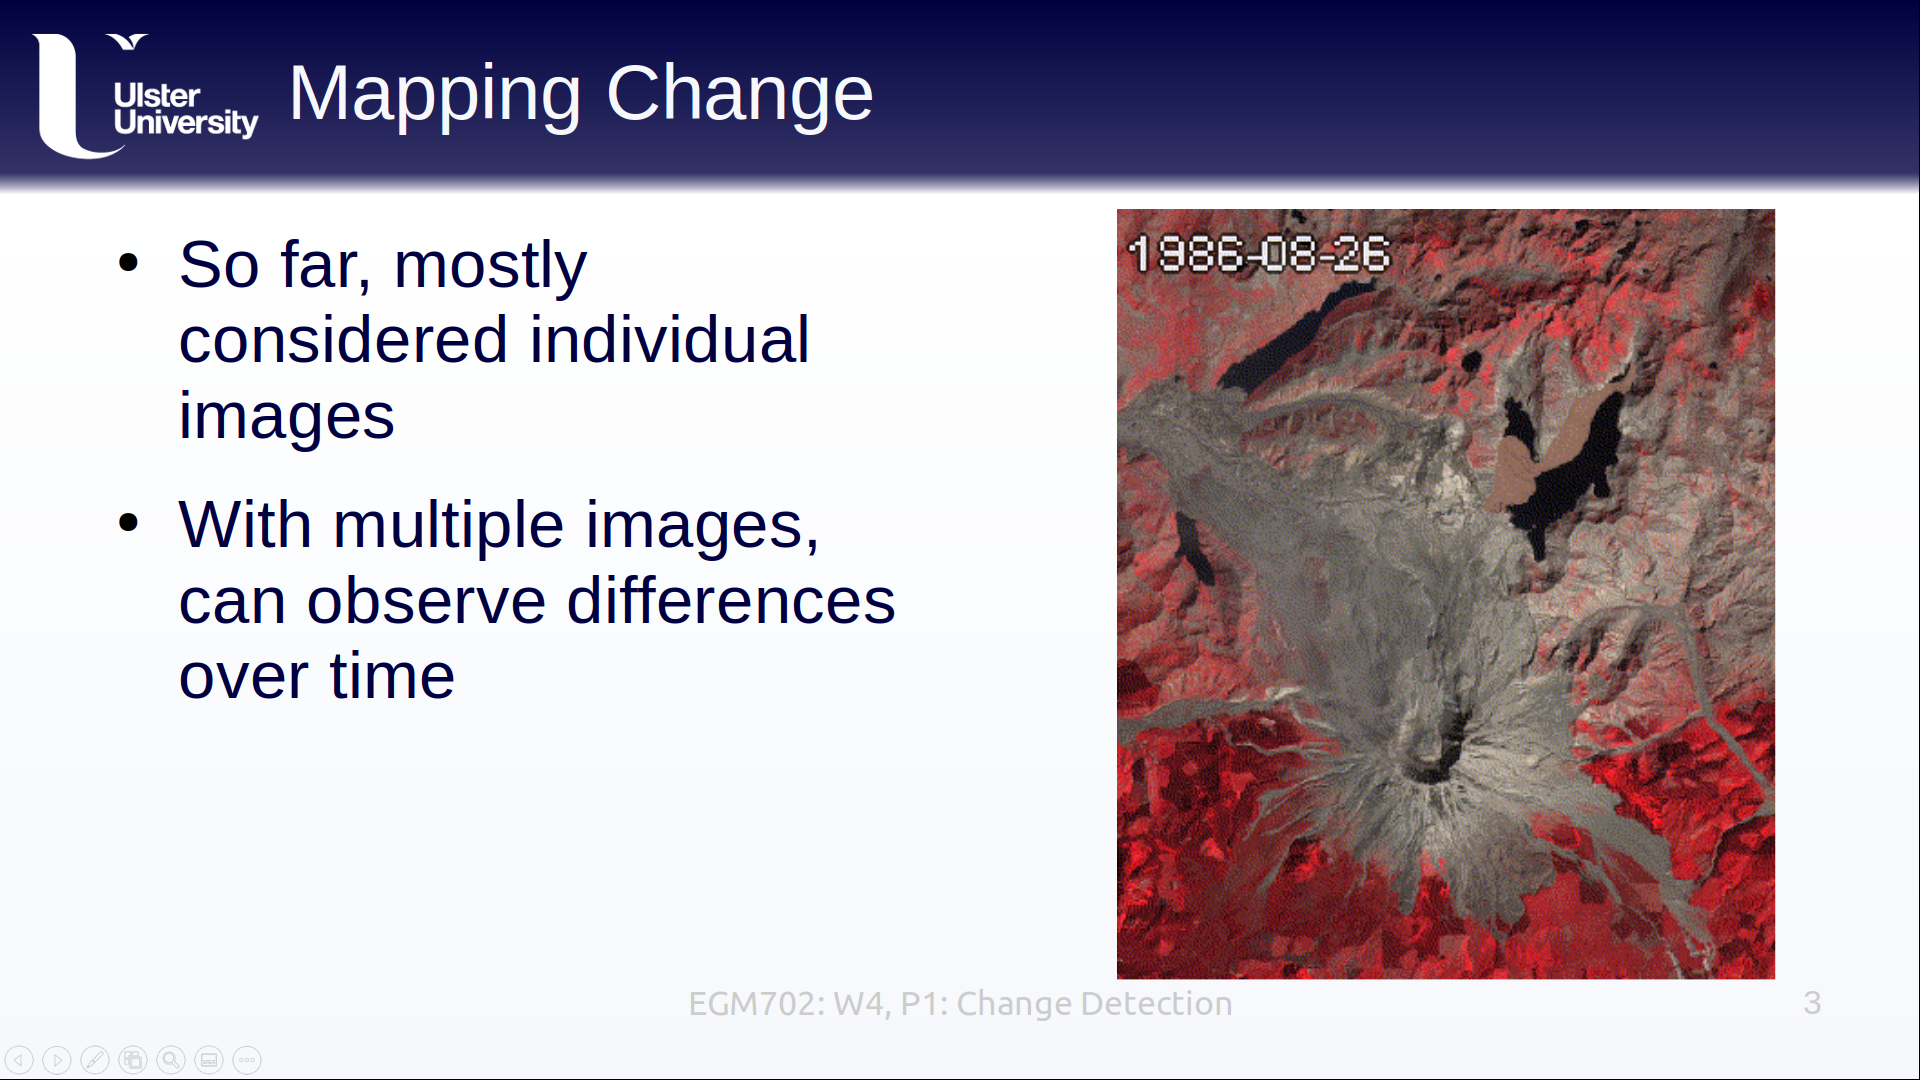 Ulster
University
Mapping Change
• So far, mostly
considered individual
images
• With multiple images,
can observe differences
over time
1986-08-26
EGM702: W4, P1: Change Detection
3